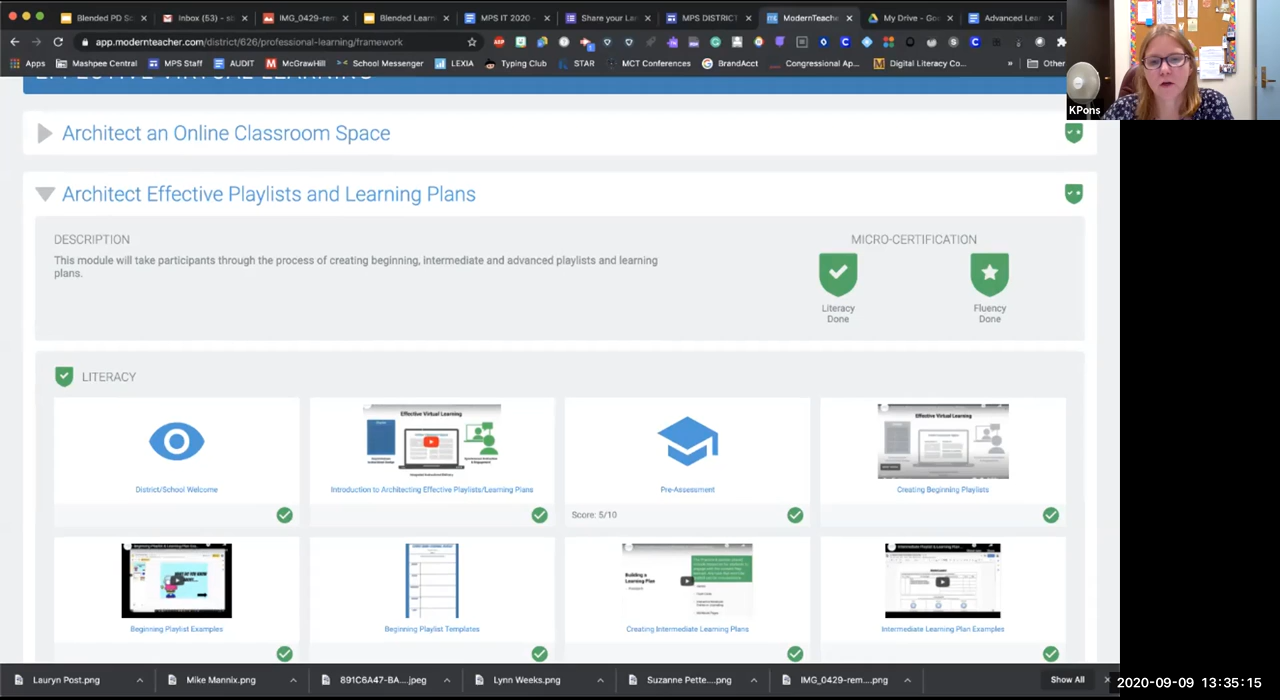 Blended PD Sc
Inbox (53) - sl
IMG_0429-rem
Blended Learn
MPS IT 2020 -
Share your Lar
MPS DISTRICT
ModernTeache
My Drive - Goo
Advanced Lear
app.modernteacher.com/district/626/professional-learning/framework
Apps
Mashpee Central
MPS Staff
AUDIT
McGrawHill
School Messenger
LEXIA
Typing Club
STAR
MCT Conferences
BrandAcct
Congressional Ap...
Digital Literacy Co...
»
Other
KPons
EFFECTIVE VIRTUAL LEARNING
Architect an Online Classroom Space
Architect Effective Playlists and Learning Plans
DESCRIPTION
This module will take participants through the process of creating beginning, intermediate and advanced playlists and learning
plans.
MICRO-CERTIFICATION
Literacy
Done
Fluency
Done
LITERACY
Effective Virtual Learning
District/School Welcome
Introduction to Architecting Effective Playlists/Learning Plans
Pre-Assessment
Score: 5/10
Effective Virtual Learning
Creating Beginning Playlists
Beginning Playlist Examples
Beginning Playlist Templates
Building a
Learning Plan
Creating Intermediate Learning Plans
Intermediate Learning Plan Examples
Lauryn Post.png
Mike Mannix.png
891C6A47-BA....jpeg
Lynn Weeks.png
Suzanne Pette....png
IMG_0429-rem....png
Show All
2020-09-09 13:35:15